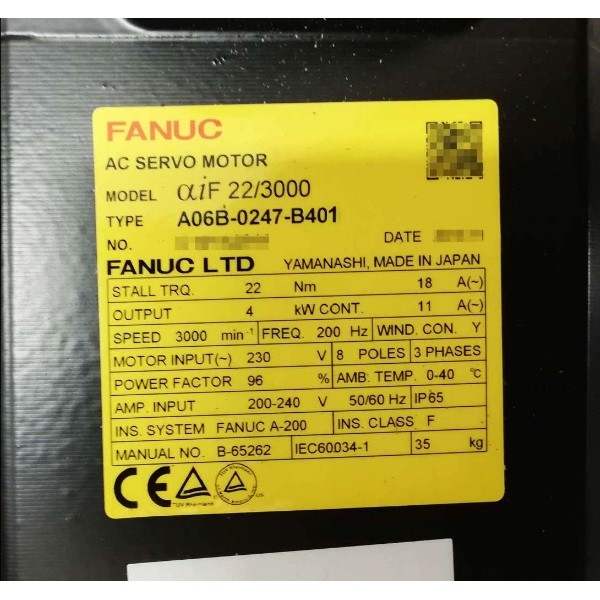 FANUC
AC SERVO MOTOR
MODEL αiF 22/3000
TYPE A06B-0247-B401
NO. DATE
FANUC LTD YAMANASHI, MADE IN JAPAN
STALL TRQ. 22 Nm 18 A(~)
OUTPUT 4 kW CONT. 11 A(~)
SPEED 3000 min⁻¹ FREQ. 200 Hz WIND. CON. Y
MOTOR INPUT(~) 230 V 8 POLES 3 PHASES
POWER FACTOR 96 % AMB. TEMP. 0-40 ℃
AMP. INPUT 200-240 V 50/60 Hz IP65
INS. SYSTEM FANUC A-200 INS. CLASS F
MANUAL NO. B-65262 IEC60034-1 35 kg
CE
TÜV Rheinland
C US